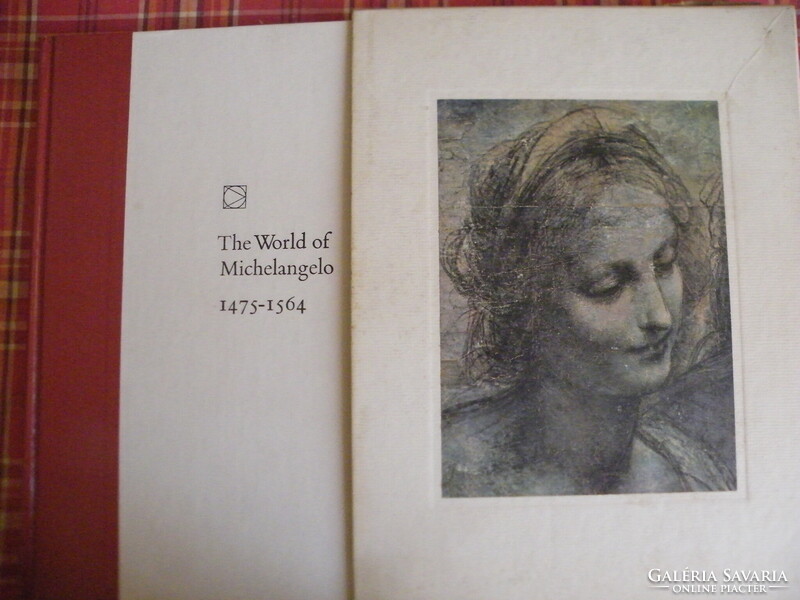 The World of
Michelangelo
1475-1564
GALÉRIA SAVARIA
ONLINE PIACTÉR